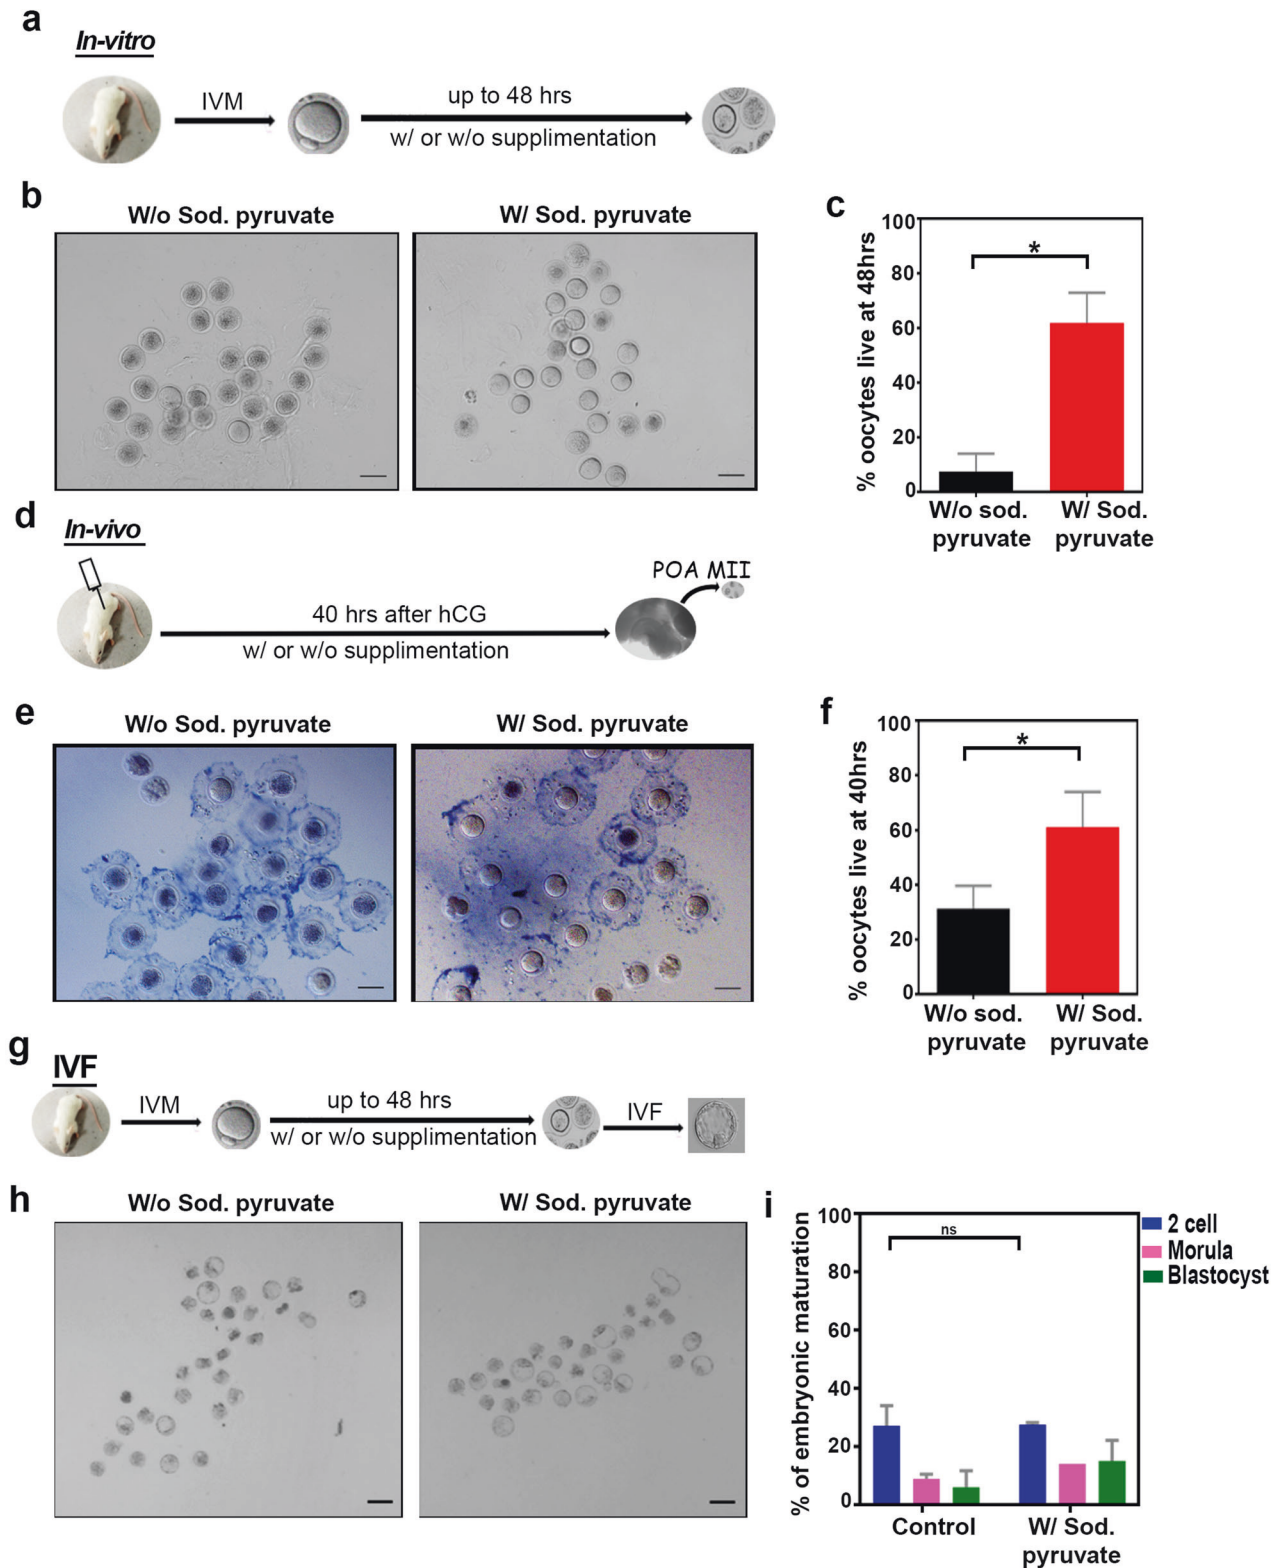 a
In-vitro
IVM
up to 48 hrs
w/ or w/o supplimentation
b
W/o Sod. pyruvate
W/ Sod. pyruvate
c
% oocytes live at 48hrs
100
80
60
40
20
0
*
W/o sod.
pyruvate
W/ Sod.
pyruvate
d
In-vivo
40 hrs after hCG
w/ or w/o supplimentation
POA MII
e
W/o Sod. pyruvate
W/ Sod. pyruvate
f
% oocytes live at 40hrs
100
80
60
40
20
0
*
W/o sod.
pyruvate
W/ Sod.
pyruvate
g
IVF
IVM
up to 48 hrs
w/ or w/o supplimentation
IVF
h
W/o Sod. pyruvate
W/ Sod. pyruvate
i
% of embryonic maturation
100
80
60
40
20
0
ns
2 cell
Morula
Blastocyst
Control
W/ Sod.
pyruvate